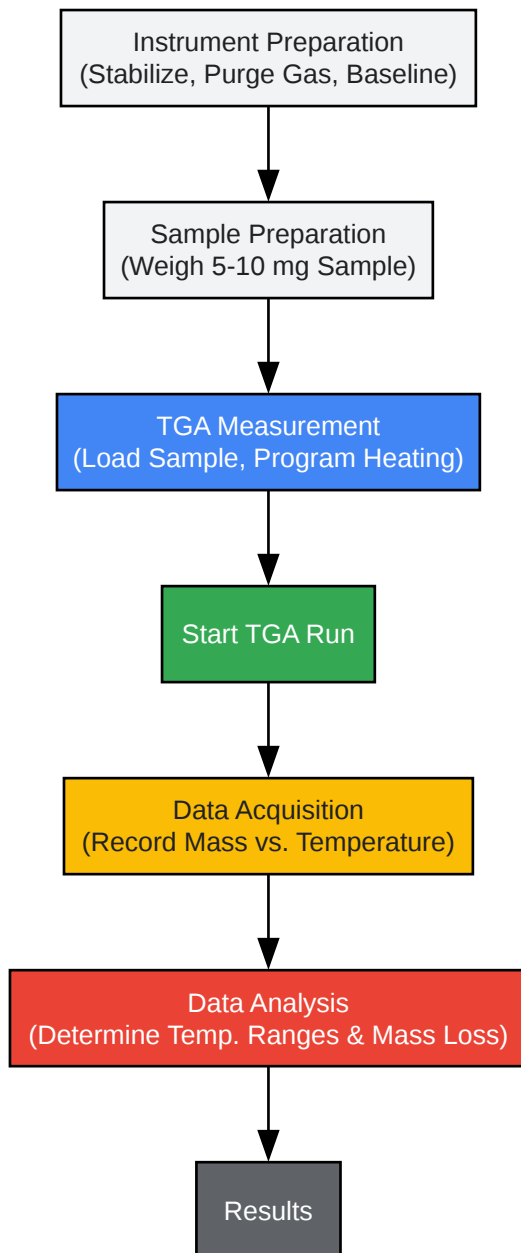 Instrument Preparation
(Stabilize, Purge Gas, Baseline)
Sample Preparation
(Weigh 5-10 mg Sample)
TGA Measurement
(Load Sample, Program Heating)
Start TGA Run
Data Acquisition
(Record Mass vs. Temperature)
Data Analysis
(Determine Temp. Ranges & Mass Loss)
Results